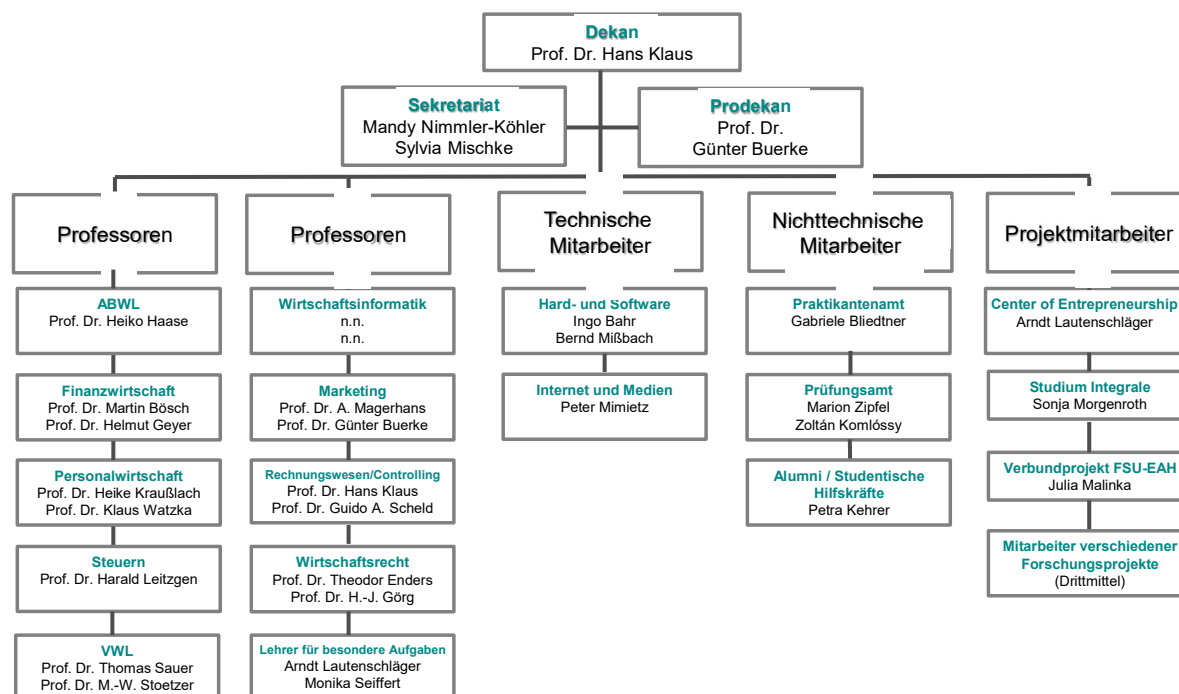 Dekan
Prof. Dr. Hans Klaus
Sekretariat
Mandy Nimmler-Köhler
Sylvia Mischke
Prodekan
Prof. Dr.
Günter Buerke
Professoren
ABWL
Prof. Dr. Heiko Haase
Finanzwirtschaft
Prof. Dr. Martin Bösch
Prof. Dr. Helmut Geyer
Personalwirtschaft
Prof. Dr. Heike Kraußlach
Prof. Dr. Klaus Watzka
Steuern
Prof. Dr. Harald Leitzgen
VWL
Prof. Dr. Thomas Sauer
Prof. Dr. M.-W. Stoetzer
Professoren
Wirtschaftsinformatik
n.n.
n.n.
Marketing
Prof. Dr. A. Magerhans
Prof. Dr. Günter Buerke
Rechnungswesen/Controlling
Prof. Dr. Hans Klaus
Prof. Dr. Guido A. Scheld
Wirtschaftsrecht
Prof. Dr. Theodor Enders
Prof. Dr. H.-J. Görg
Lehrer für besondere Aufgaben
Arndt Lautenschläger
Monika Seiffert
Technische
Mitarbeiter
Hard- und Software
Ingo Bahr
Bernd Mißbach
Internet und Medien
Peter Mimietz
Nichttechnische
Mitarbeiter
Praktikantenamt
Gabriele Bliedtner
Prüfungsamt
Marion Zipfel
Zoltán Komlóssy
Alumni / Studentische
Hilfskräfte
Petra Kehrer
Projektmitarbeiter
Center of Entrepreneurship
Arndt Lautenschläger
Studium Integrale
Sonja Morgenroth
Verbundprojekt FSU-EAH
Julia Malinka
Mitarbeiter verschiedener
Forschungsprojekte
(Drittmittel)